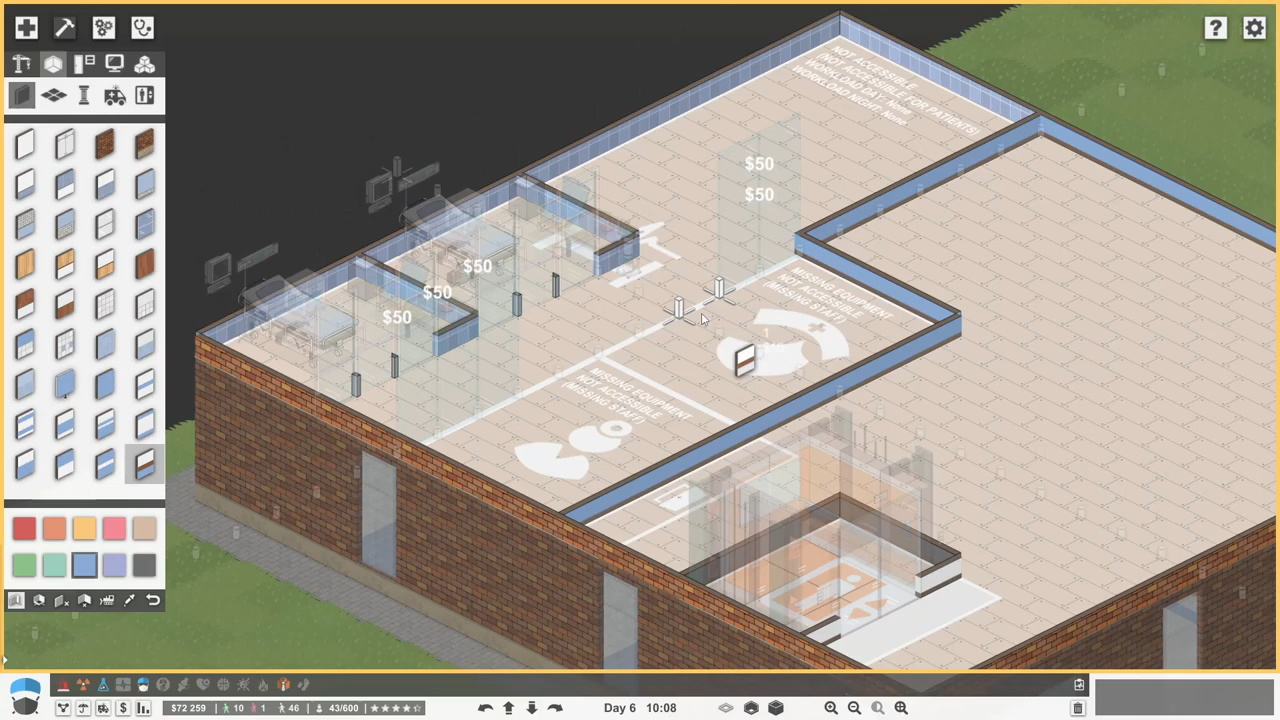 ?
NOT ACCESSIBLE
(NOT ACCESSIBLE FOR PATIENTS)
WORKLOAD DAY: None
WORKLOAD NIGHT: None
$50
$50
$50
$50
$50
MISSING EQUIPMENT
NOT ACCESSIBLE
(MISSING STAFF)
1
MISSING EQUIPMENT
NOT ACCESSIBLE
(MISSING STAFF)
$
$72 259
10
1
46
43/600
Day 6 10:08